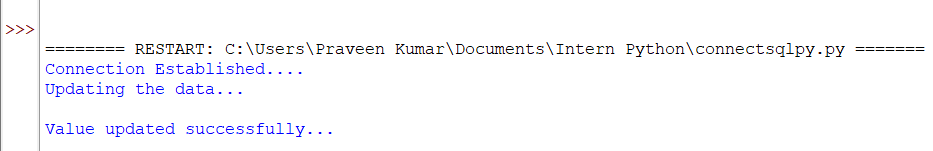 >>>
======== RESTART: C:\Users\Praveen Kumar\Documents\Intern Python\connectsqlpy.py =======
Connection Established....
Updating the data...
Value updated successfully...